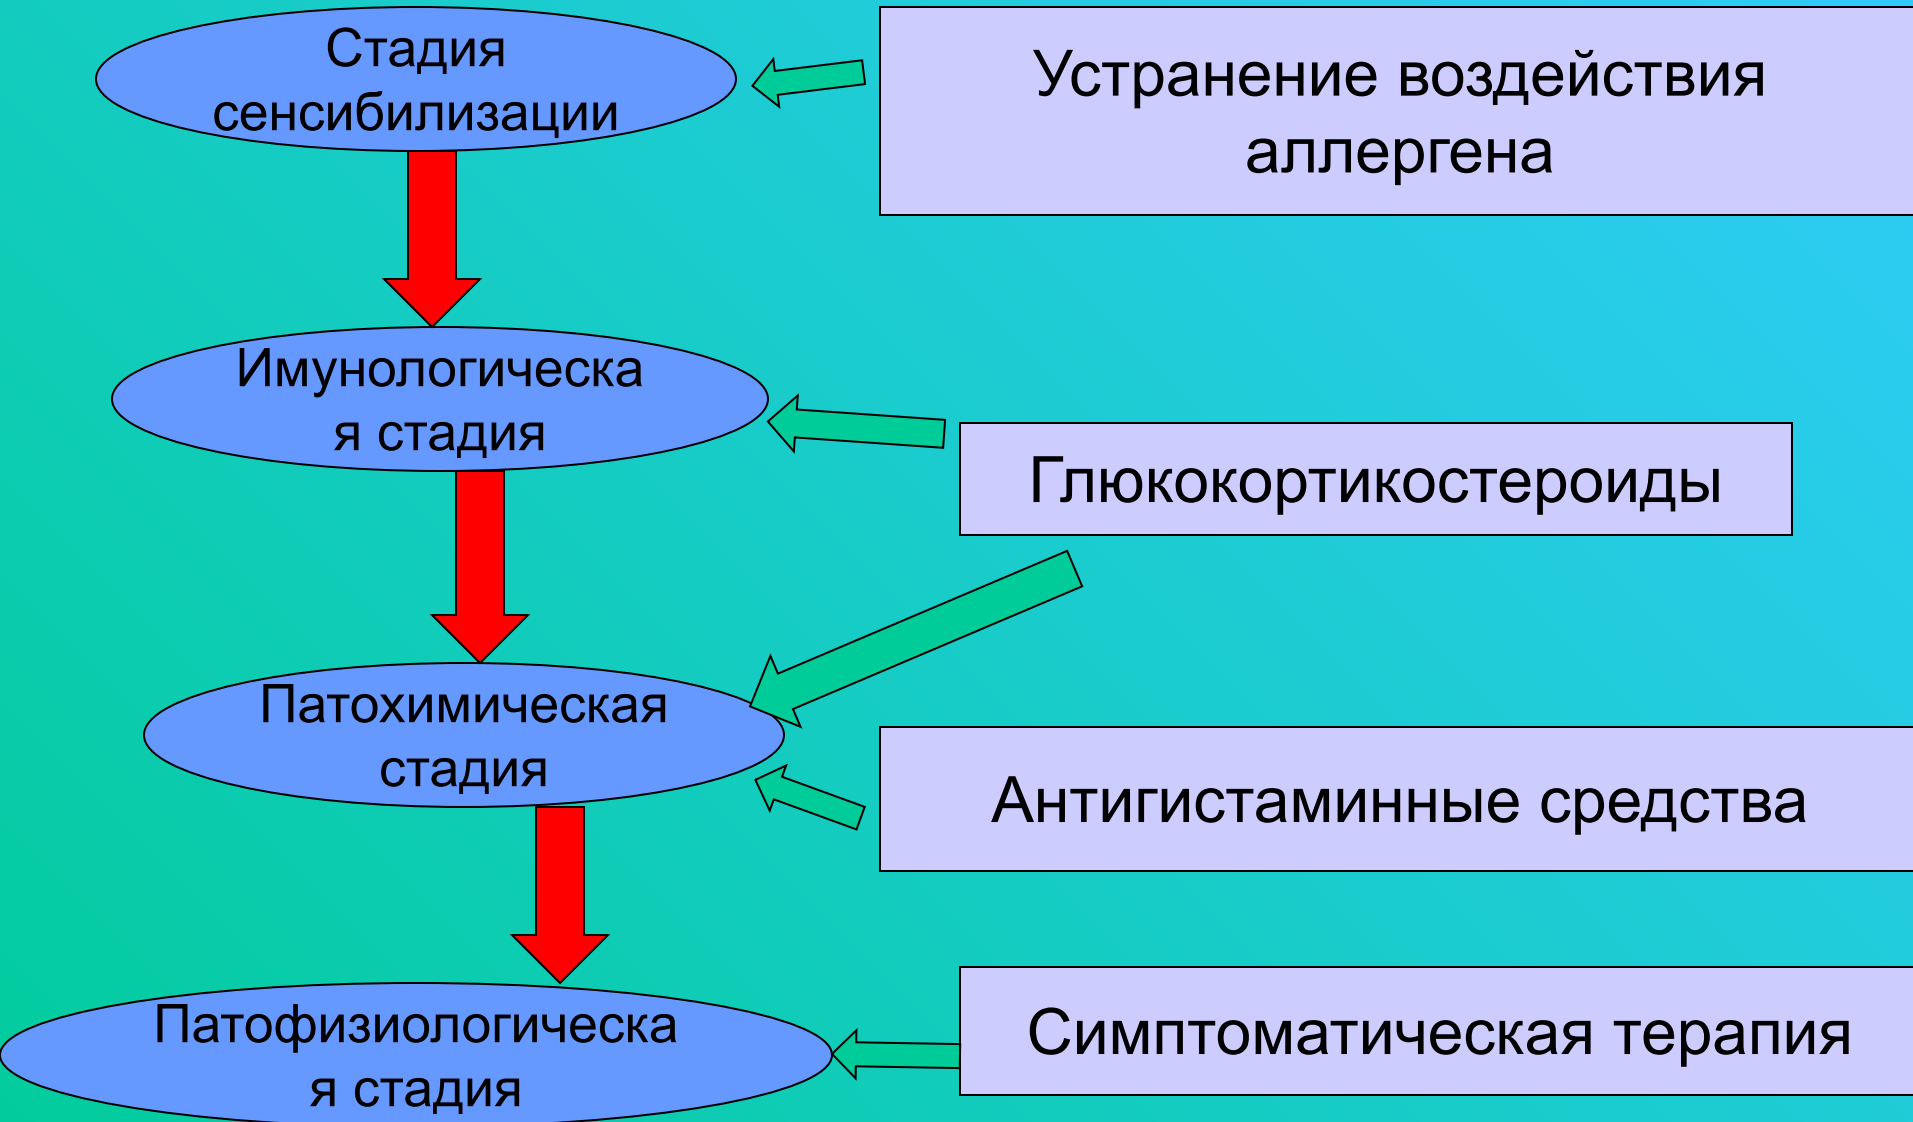 Стадия
сенсибилизации
Устранение воздействия
аллергена
Имунологическа
я стадия
Глюкокортикостероиды
Патохимическая
стадия
Антигистаминные средства
Патофизиологическа
я стадия
Симптоматическая терапия